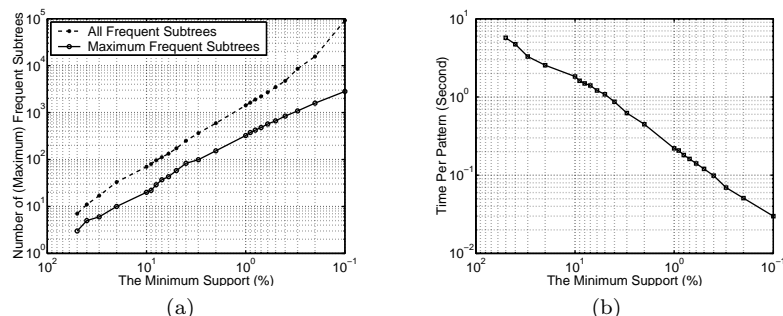 All Frequent Subtrees
Maximum Frequent Subtrees
Number of (Maximum) Frequent Subtrees
10^5
10^4
10^3
10^2
10^1
10^0
10^2 10^1 10^0 10^-1
The Minimum Support (%)
(a)
Time Per Pattern (Second)
10^1
10^0
10^-1
10^-2
10^2 10^1 10^0 10^-1
The Minimum Support (%)
(b)